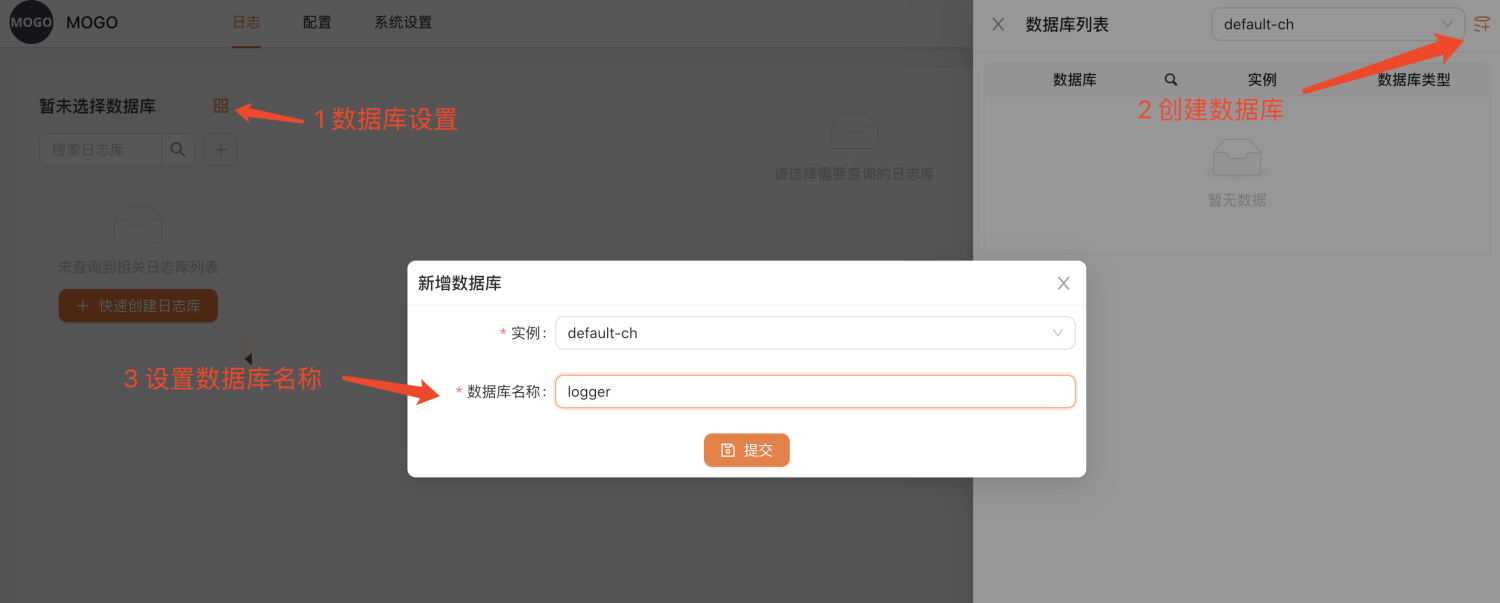 MOGO MOGO 日志 配置 系统设置
数据库列表 default-ch
暂未选择数据库
1 数据库设置
搜索日志库
未查询到相关日志库列表
快速创建日志库
请选择需要查询的日志库
数据库 实例 数据库类型
2 创建数据库
暂无数据
新增数据库
* 实例: default-ch
3 设置数据库名称
* 数据库名称: logger
提交